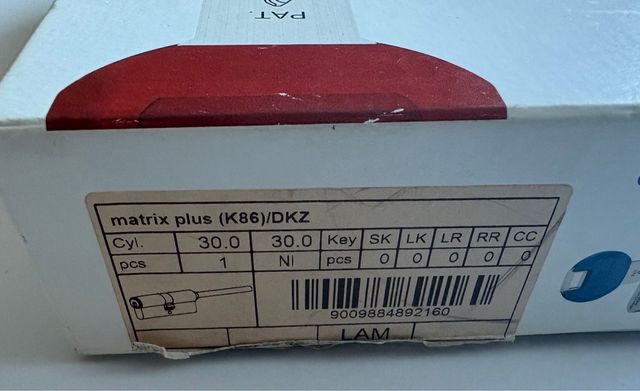 PAT.
matrix plus (K86)/DKZ
Cyl. 30.0 30.0 Key SK LK LR RR CC
pcs 1 NI pcs 0 0 0 0 0
9009884892160
LAM